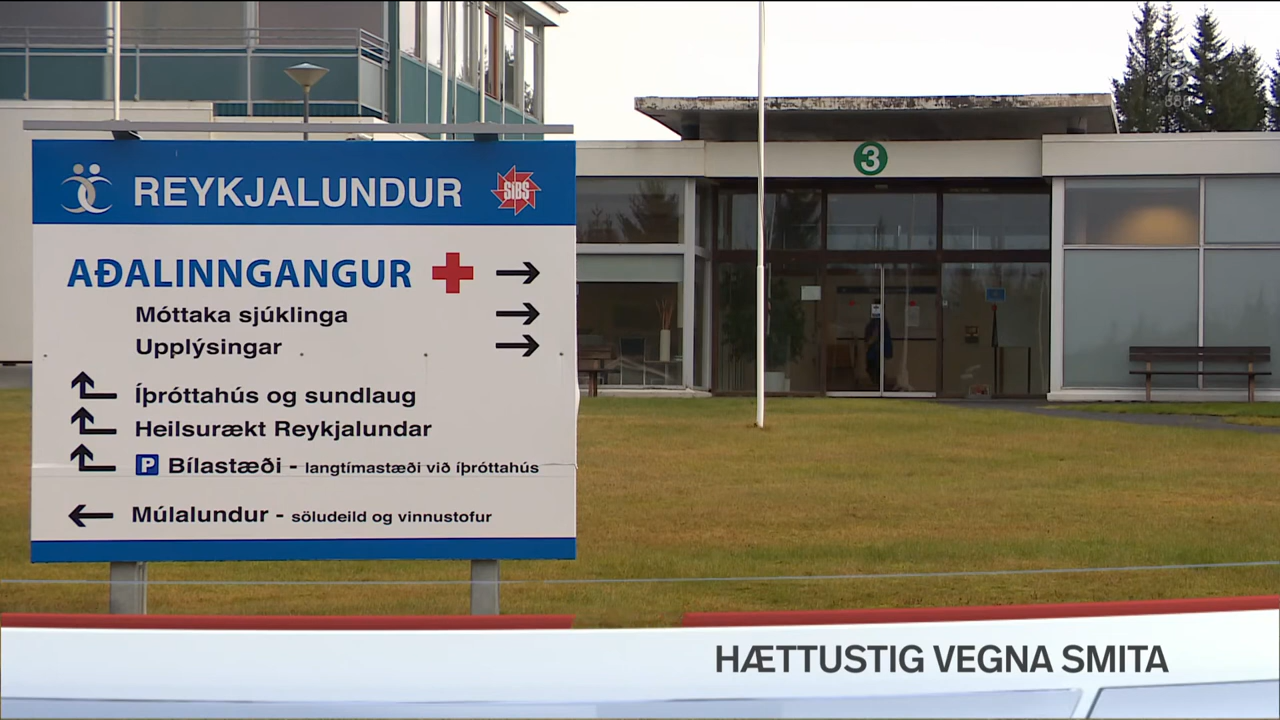 REYKJALUNDUR
SÍBS
AÐALINNGANGUR
Móttaka sjúklinga
Upplýsingar
Íþróttahús og sundlaug
Heilsurækt Reykjalundar
P Bílastæði - langtímastæði við íþróttahús
Múlalundur - söludeild og vinnustofur
3
HÆTTUSTIG VEGNA SMITA